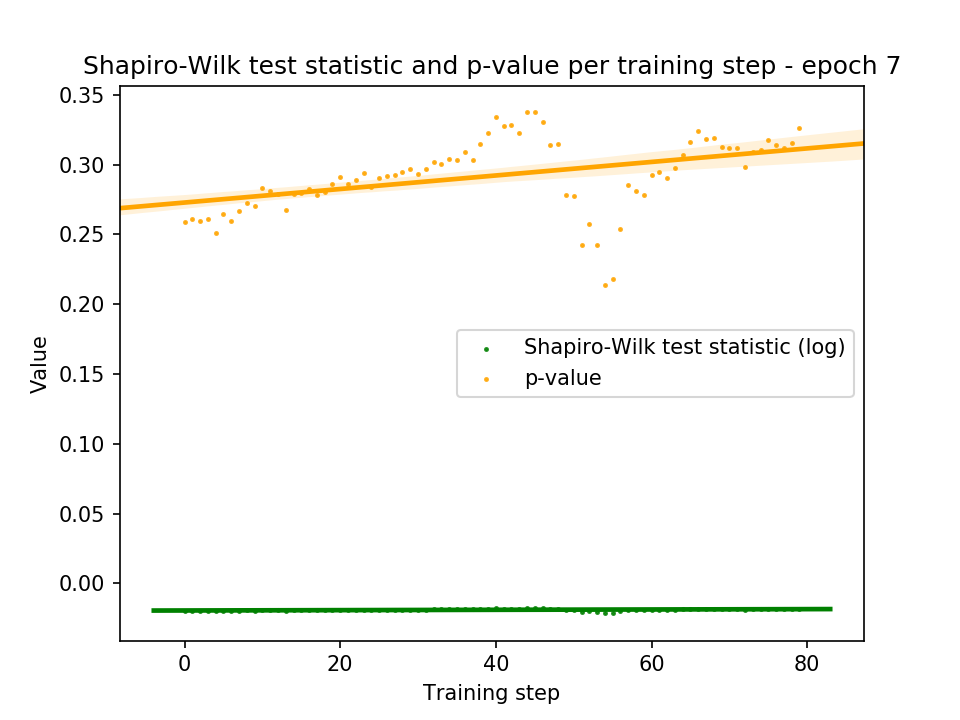 Shapiro-Wilk test statistic and p-value per training step - epoch 7
0.35
0.30
0.25
0.20
0.15
0.10
0.05
0.00
Value
Shapiro-Wilk test statistic (log)
p-value
0 20 40 60 80
Training step